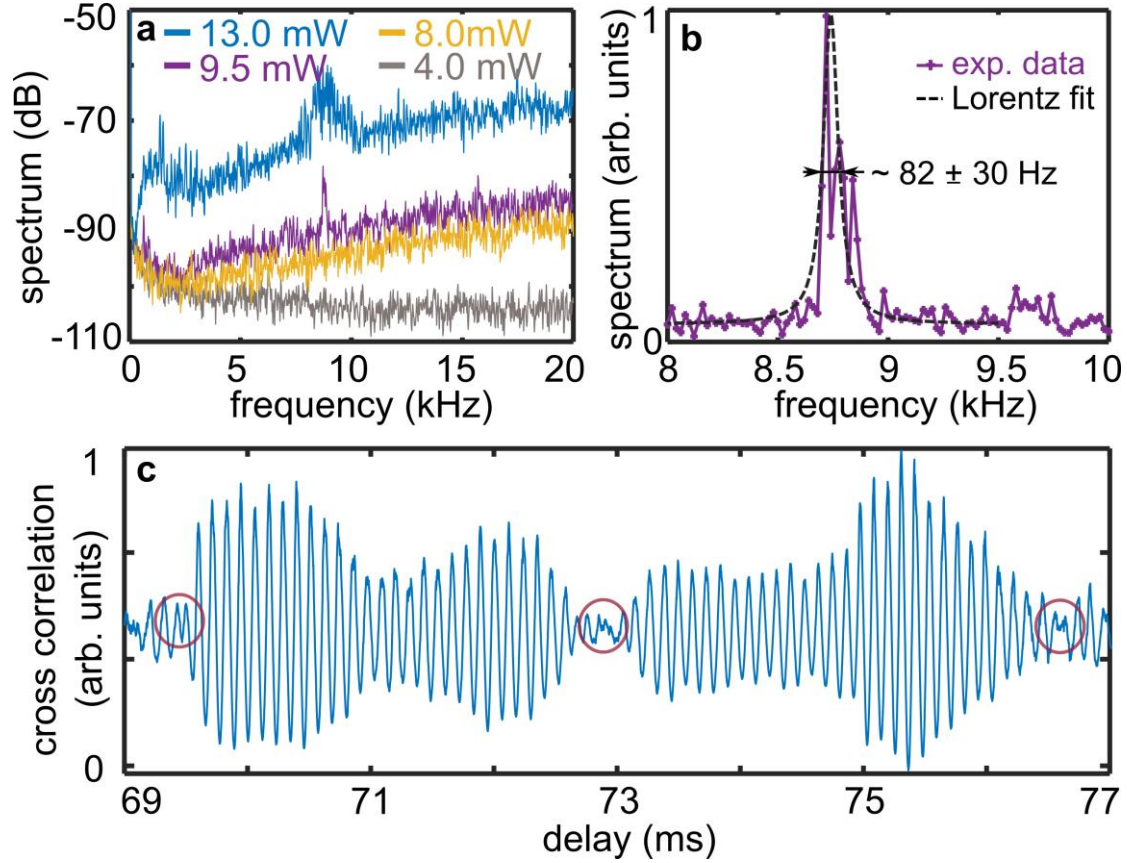 a
13.0 mW
8.0mW
9.5 mW
4.0 mW
-50
-70
-90
-110
spectrum (dB)
0 5 10 15 20
frequency (kHz)
b
exp. data
Lorentz fit
~ 82 ± 30 Hz
1
0
spectrum (arb. units)
8 8.5 9 9.5 10
frequency (kHz)
c
1
0
cross correlation
(arb. units)
69 71 73 75 77
delay (ms)